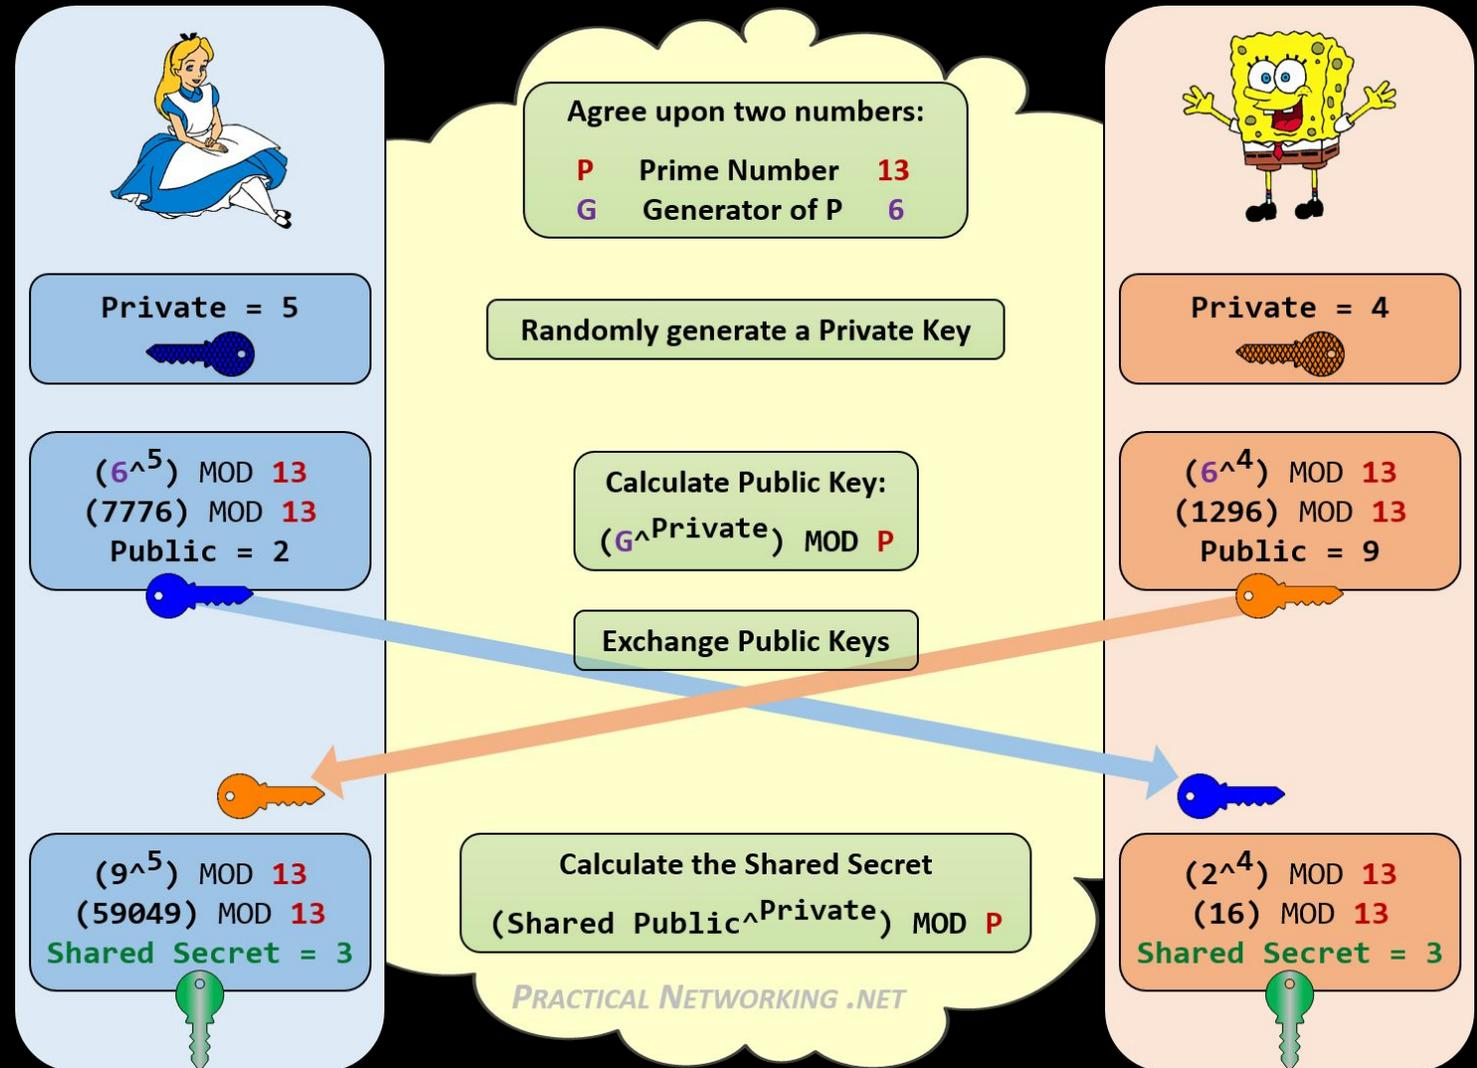 Agree upon two numbers:
P Prime Number 13
G Generator of P 6
Private = 5
Randomly generate a Private Key
Private = 4
(6^5) MOD 13
(7776) MOD 13
Public = 2
Calculate Public Key:
(G^Private) MOD P
(6^4) MOD 13
(1296) MOD 13
Public = 9
Exchange Public Keys
(9^5) MOD 13
(59049) MOD 13
Shared Secret = 3
Calculate the Shared Secret
(Shared Public^Private) MOD P
(2^4) MOD 13
(16) MOD 13
Shared Secret = 3
PRACTICAL NETWORKING .NET